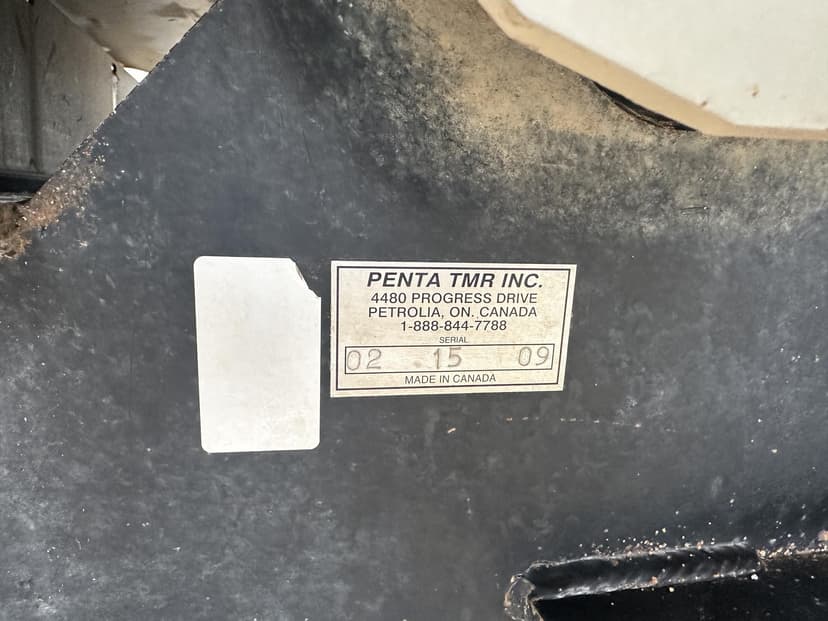 PENTA TMR INC.
4480 PROGRESS DRIVE
PETROLIA, ON. CANADA
1-888-844-7788
SERIAL
02 15 09
MADE IN CANADA